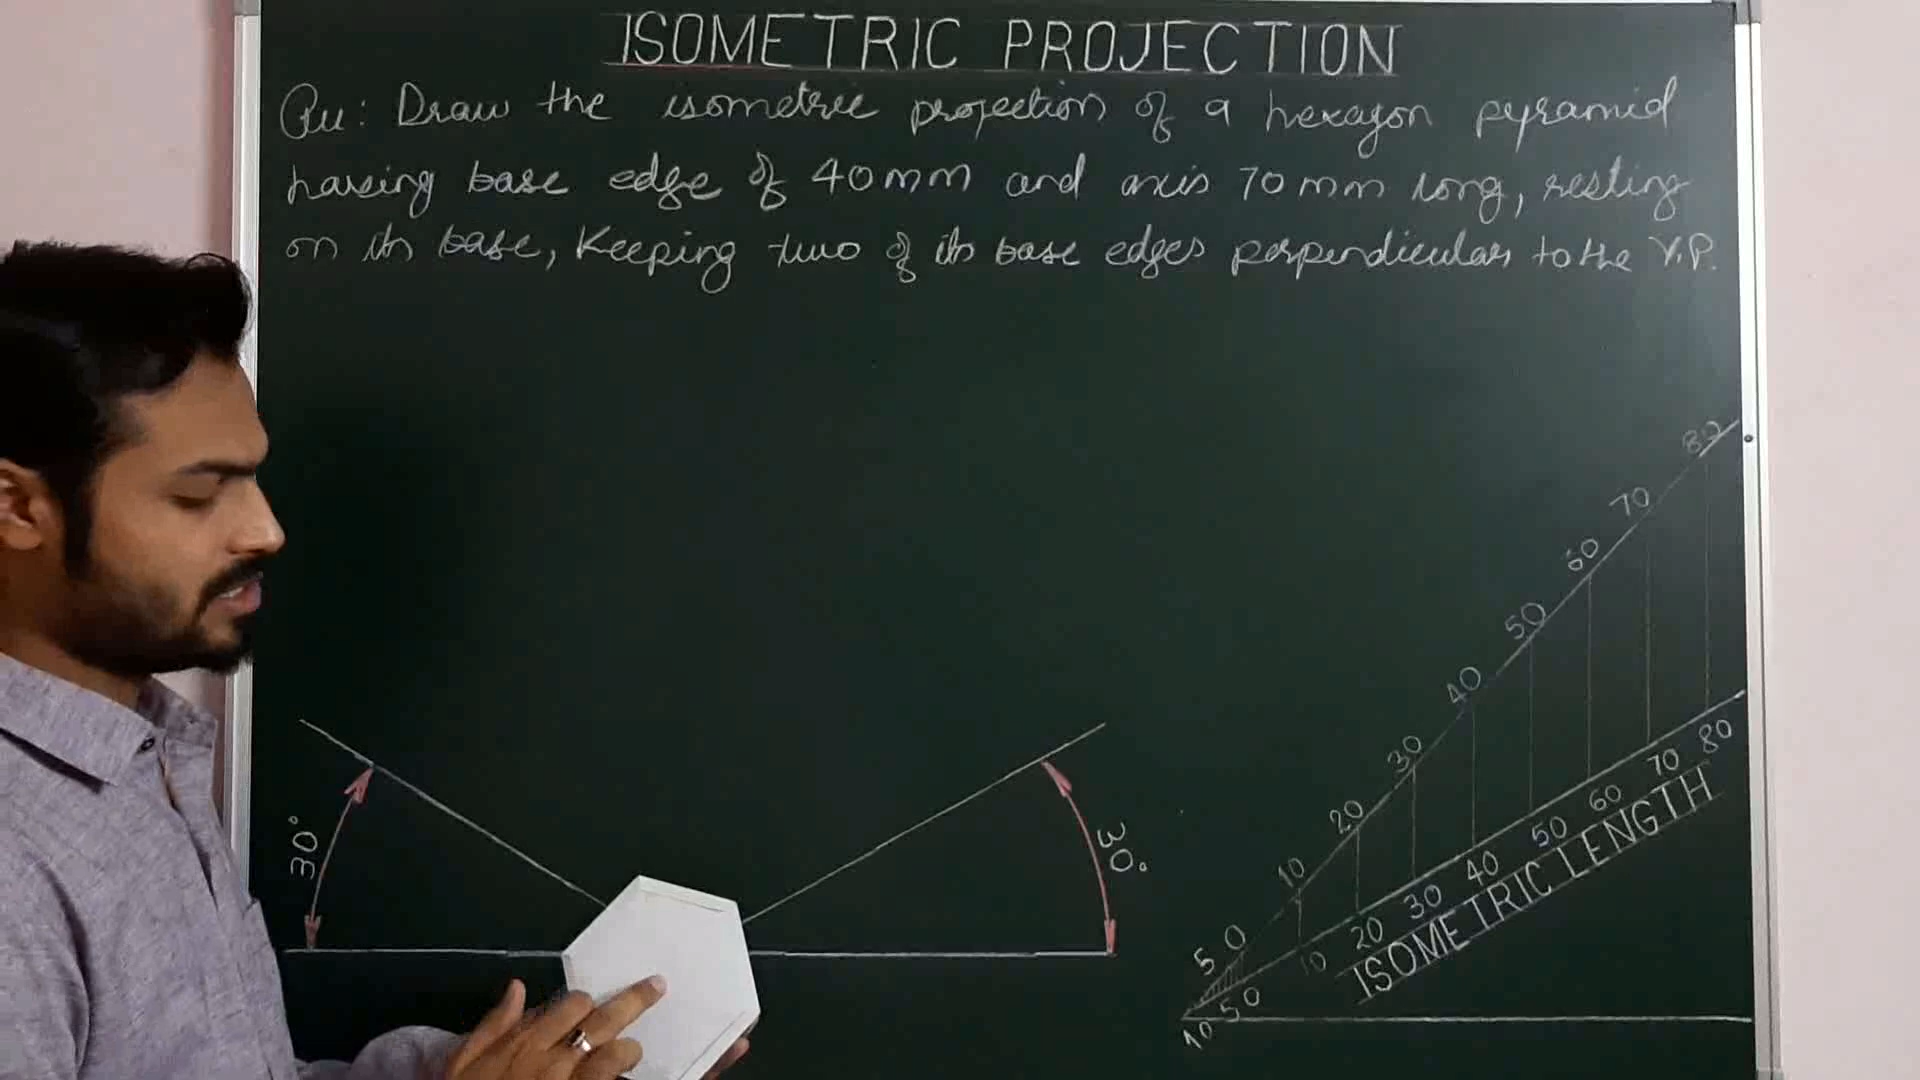 ISOMETRIC PROJECTION
Qu: Draw the isometric projection of a hexagon pyramid
having base edge of 40mm and axis 70mm long, resting
on its base, Keeping two of its base edges perpendicular to the V.P.
80
70
60
50
40
30
20
10
0
5
10 5 0
10 20 30 40 50 60 70 80
ISOMETRIC LENGTH
30°
30°